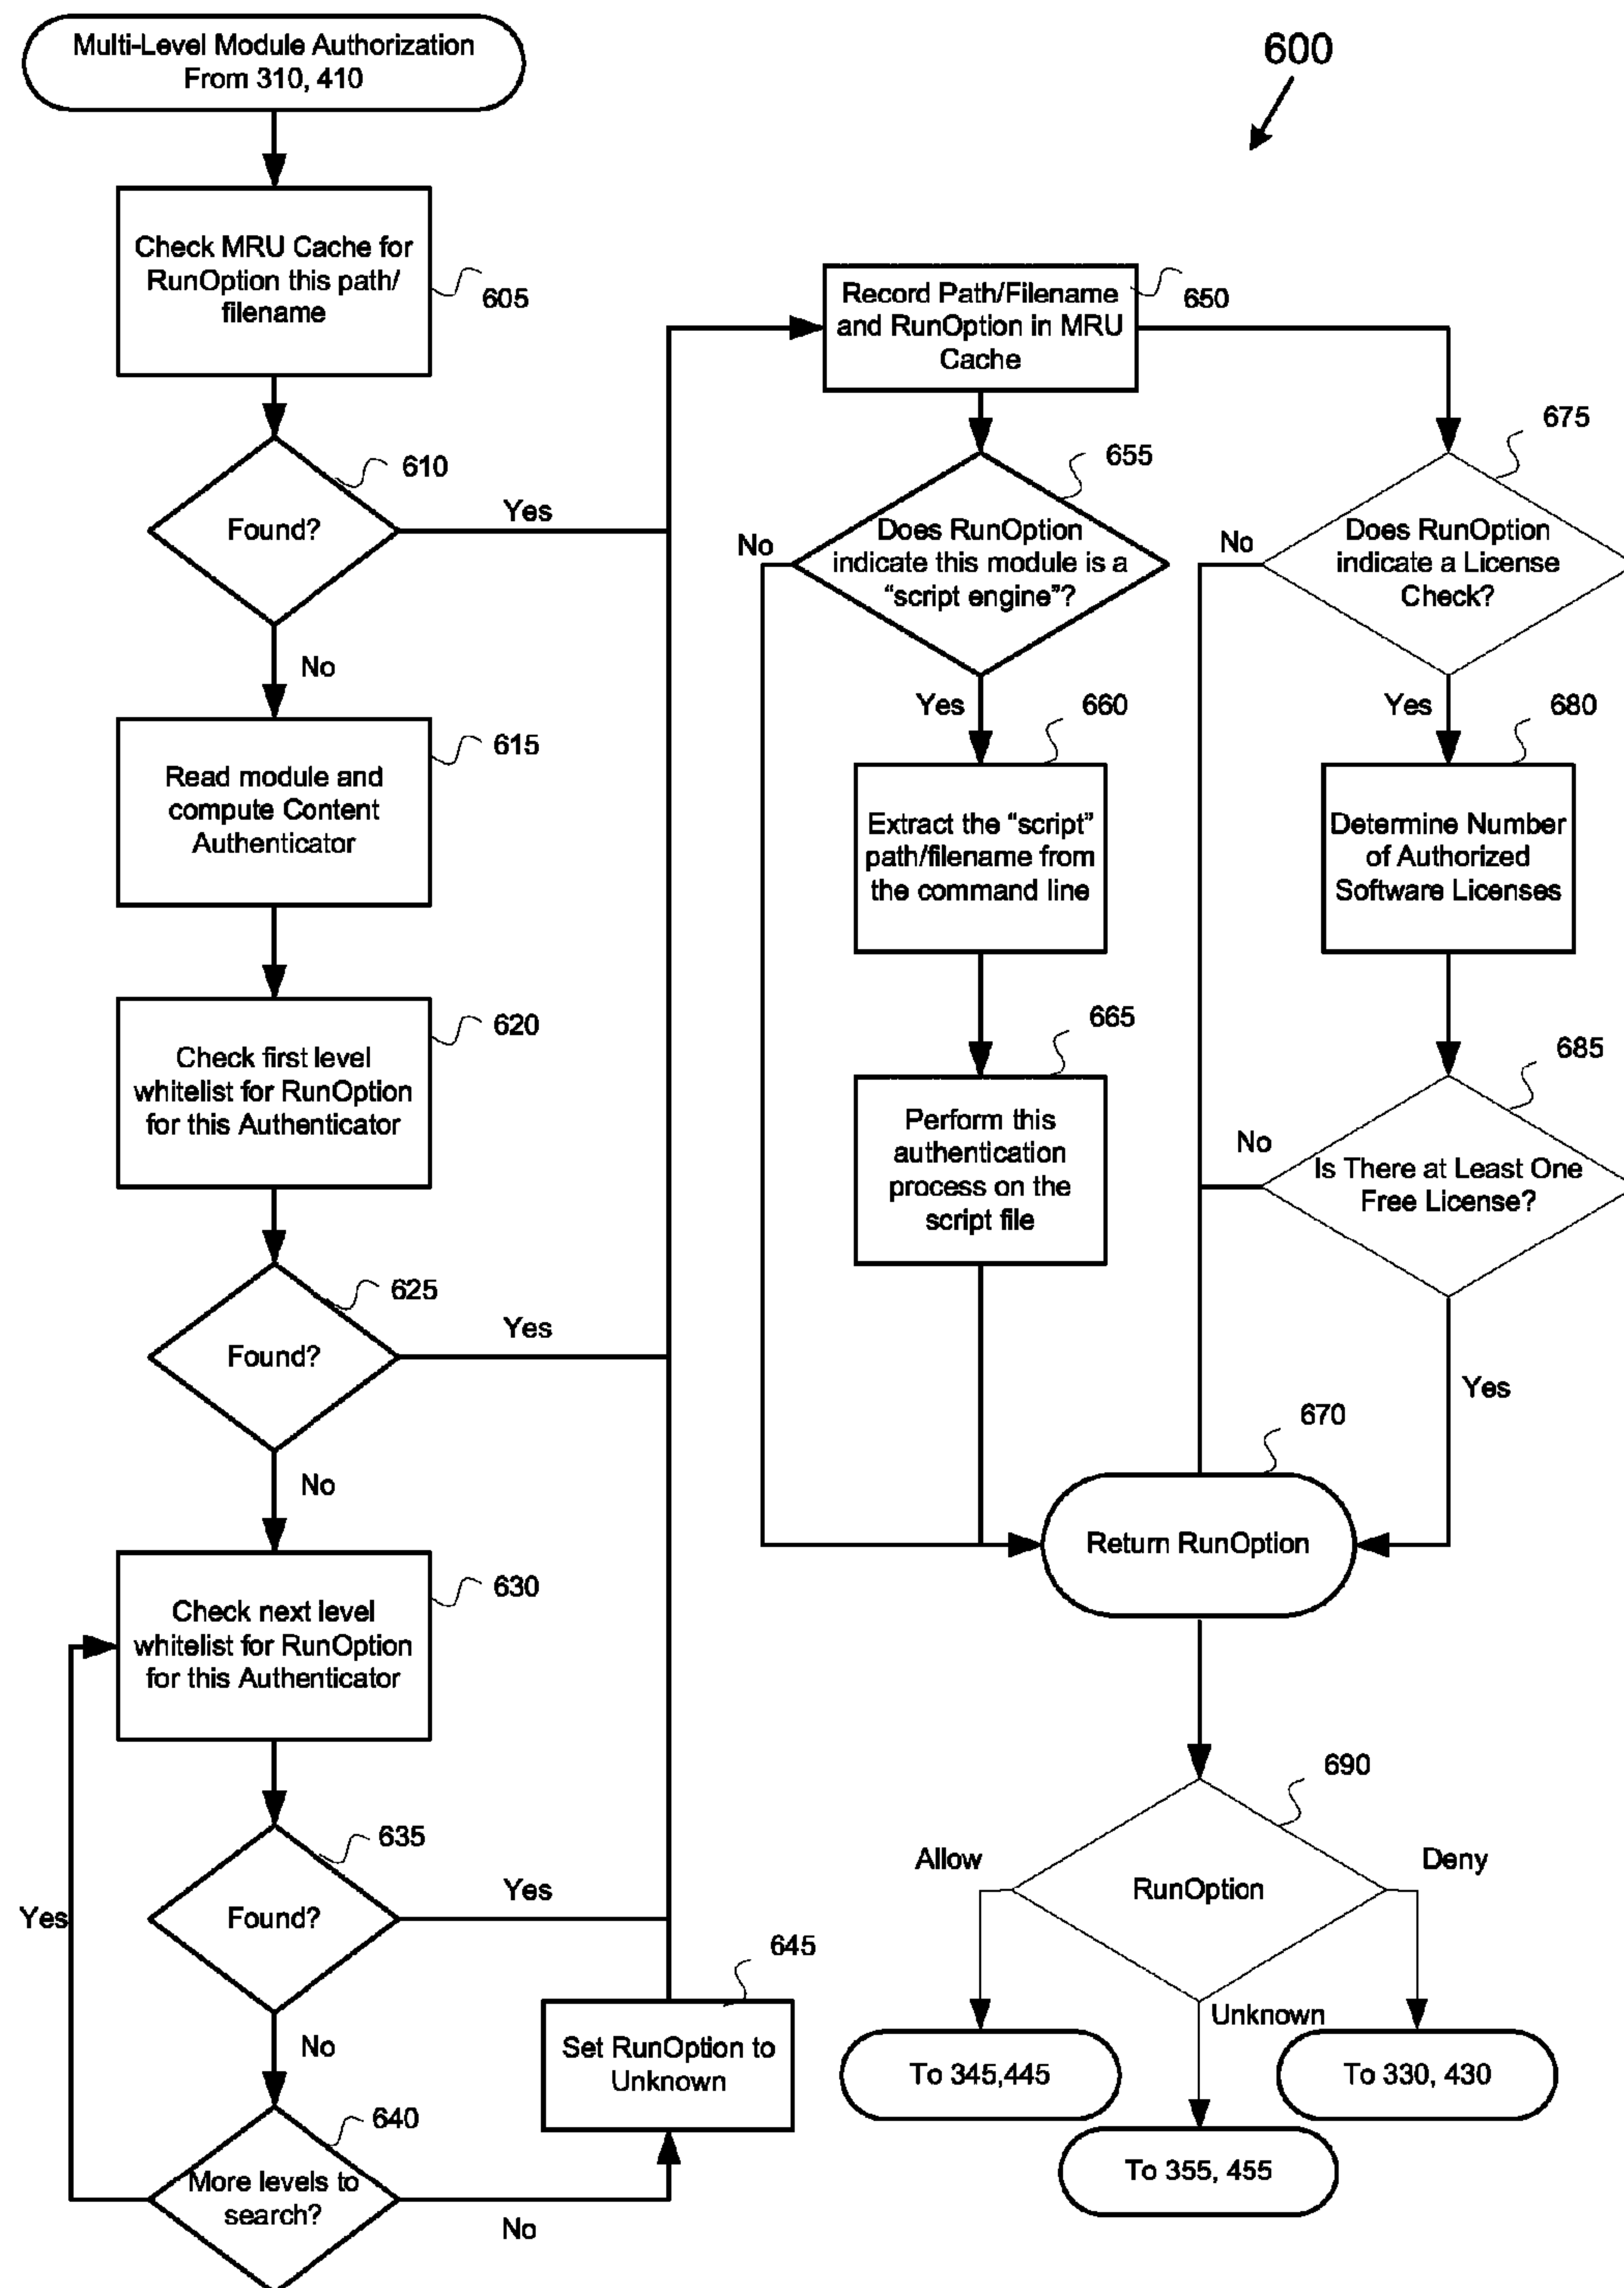 Multi-Level Module Authorization
From 310, 410
600
Check MRU Cache for
RunOption this path/
filename
605
610
Found?
Yes
No
Read module and
compute Content
Authenticator
615
Check first level
whitelist for RunOption
for this Authenticator
620
625
Found?
Yes
No
Check next level
whitelist for RunOption
for this Authenticator
630
635
Found?
Yes
No
640
More levels to
search?
Yes
No
645
Set RunOption to
Unknown
Record Path/Filename
and RunOption in MRU
Cache
650
655
Does RunOption
indicate this module is a
“script engine”?
No
Yes
660
Extract the “script”
path/filename from
the command line
665
Perform this
authentication
process on the
script file
675
Does RunOption
indicate a License
Check?
No
Yes
680
Determine Number
of Authorized
Software Licenses
685
Is There at Least One
Free License?
No
Yes
670
Return RunOption
690
RunOption
Allow
Deny
Unknown
To 345,445
To 330, 430
To 355, 455